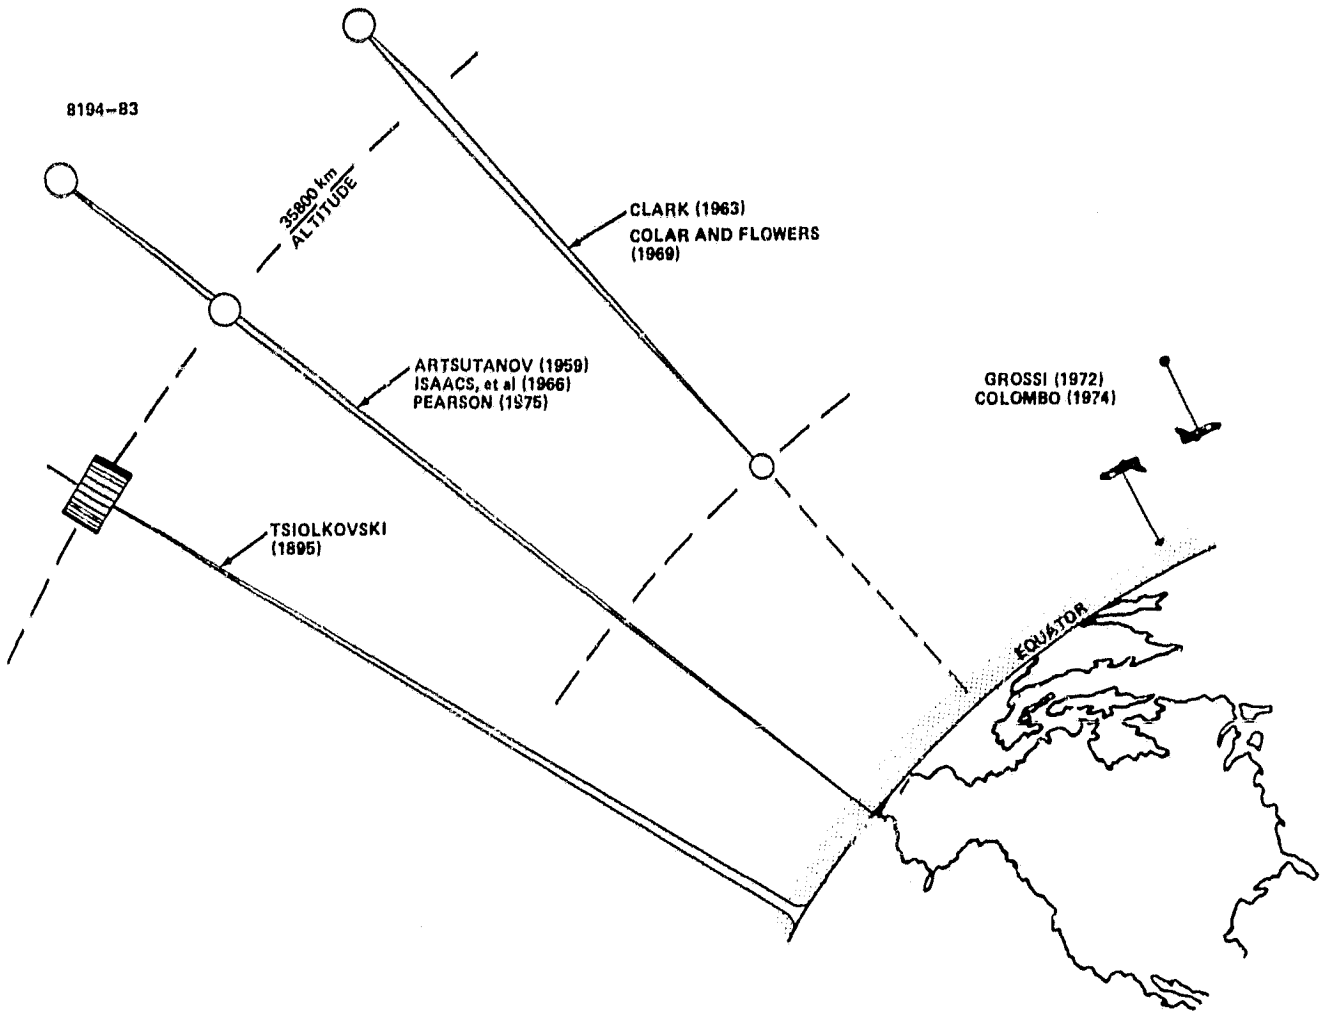 8194-83
35800 km
ALTITUDE
CLARK (1963)
COLAR AND FLOWERS
(1969)
ARTSUTANOV (1959)
ISAACS, et al (1966)
PEARSON (1975)
GROSSI (1972)
COLOMBO (1974)
TSIOLKOVSKI
(1895)
EQUATOR